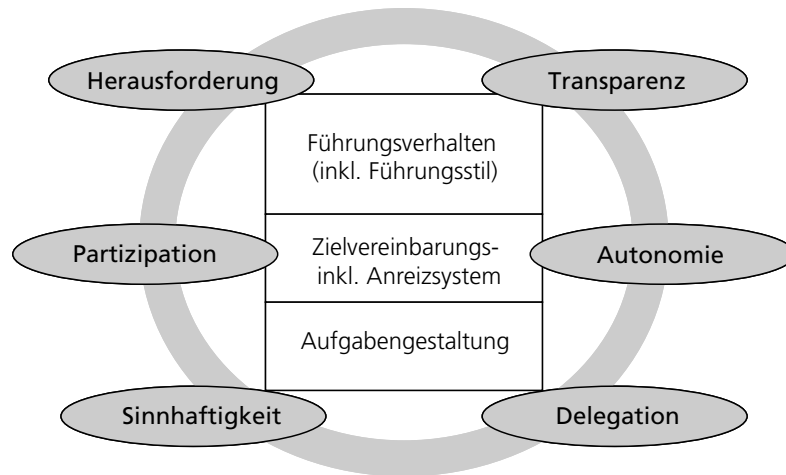 Herausforderung
Transparenz
Führungsverhalten
(inkl. Führungsstil)
Partizipation
Zielvereinbarungs-
inkl. Anreizsystem
Autonomie
Aufgabengestaltung
Sinnhaftigkeit
Delegation